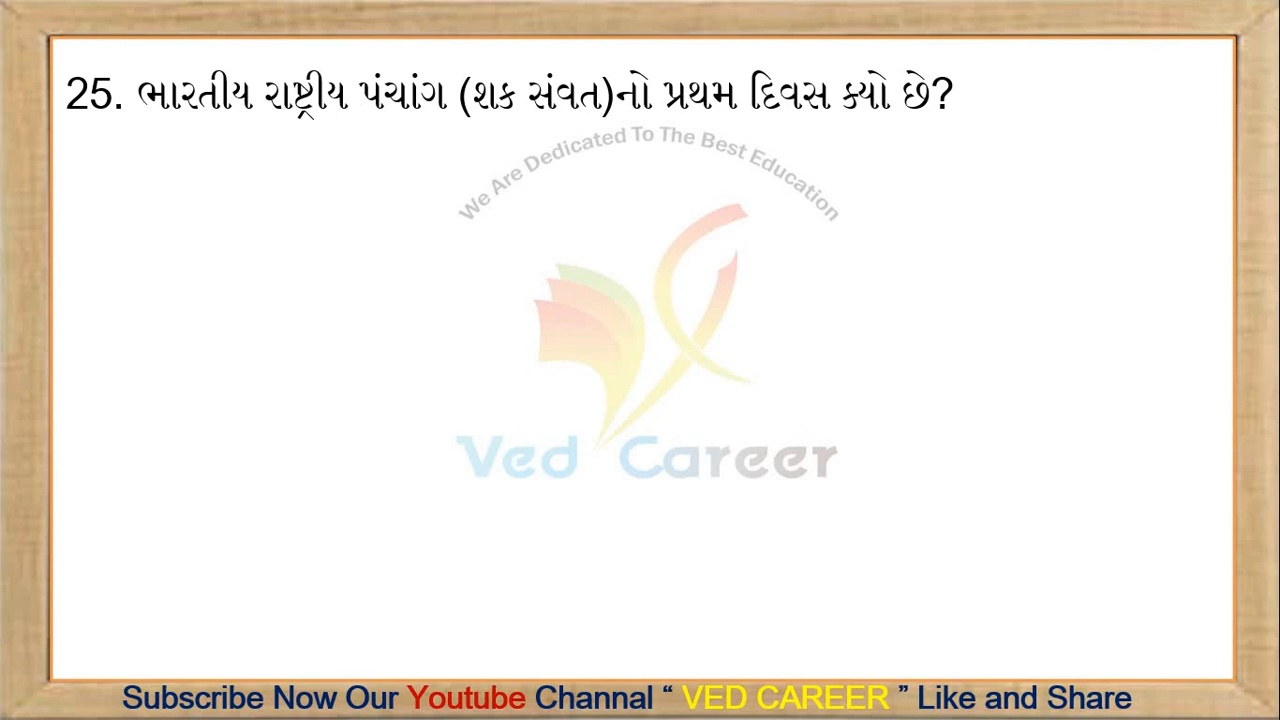 25. ભારતીય રાષ્ટ્રીય પંચાંગ (શક સંવત)નો પ્રથમ દિવસ ક્યો છે?
We Are Dedicated To The Best Education
Ved Career
Subscribe Now Our Youtube Channal “ VED CAREER ” Like and Share